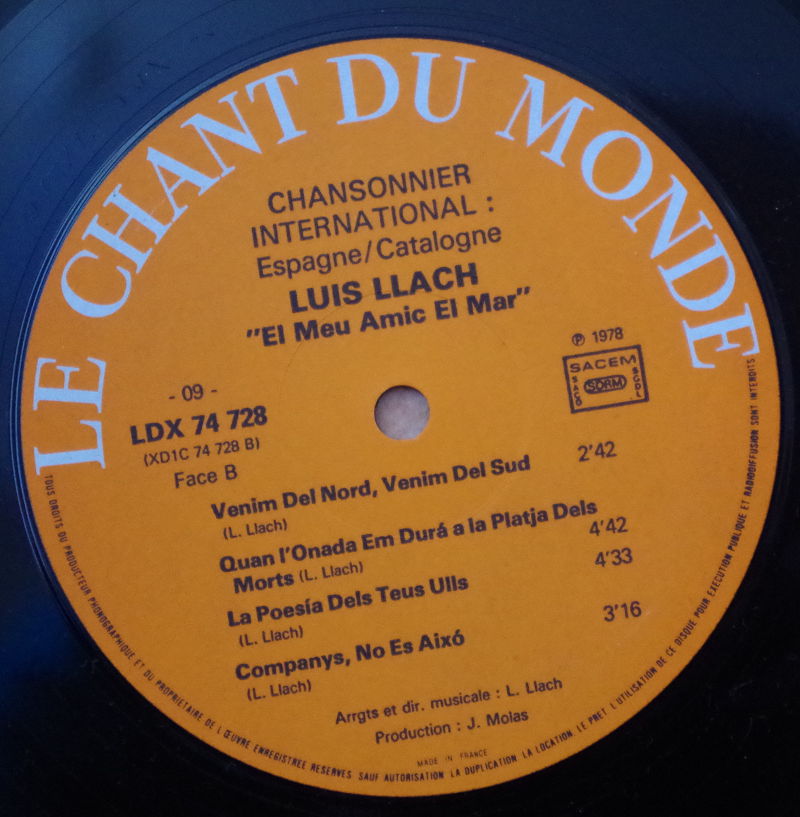 LE CHANT DU MONDE
CHANSONNIER
INTERNATIONAL :
Espagne/Catalogne
LUIS LLACH
"El Meu Amic El Mar"
℗ 1978
SACEM
SACD SDRM SGDL
- 09 -
LDX 74 728
(XD1C 74 728 B)
Face B
Venim Del Nord, Venim Del Sud 2'42
(L. Llach)
Quan l'Onada Em Durá a la Platja Dels
Morts (L. Llach) 4'42
La Poesía Dels Teus Ulls 4'33
(L. Llach)
Companys, No Es Aixó 3'16
(L. Llach)
Arrgts et dir. musicale : L. Llach
Production : J. Molas
MADE IN FRANCE
TOUS DROITS DU PRODUCTEUR PHONOGRAPHIQUE ET DU PROPRIETAIRE DE L'ŒUVRE ENREGISTREE RESERVES SAUF AUTORISATION LA DUPLICATION LA LOCATION, LE PRET L'UTILISATION DE CE DISQUE POUR EXECUTION PUBLIQUE ET RADIODIFFUSION SONT INTERDITS